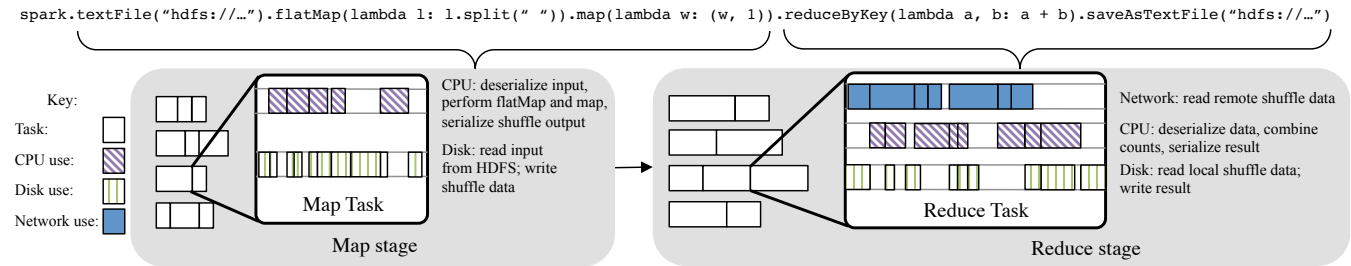 spark.textFile(“hdfs://…”).flatMap(lambda l: l.split(“ “)).map(lambda w: (w, 1)).reduceByKey(lambda a, b: a + b).saveAsTextFile(“hdfs://…”)
Key:
Task:
CPU use:
Disk use:
Network use:
CPU: deserialize input,
perform flatMap and map,
serialize shuffle output
Disk: read input
from HDFS; write
shuffle data
Map Task
Map stage
Network: read remote shuffle data
CPU: deserialize data, combine
counts, serialize result
Disk: read local shuffle data;
write result
Reduce Task
Reduce stage